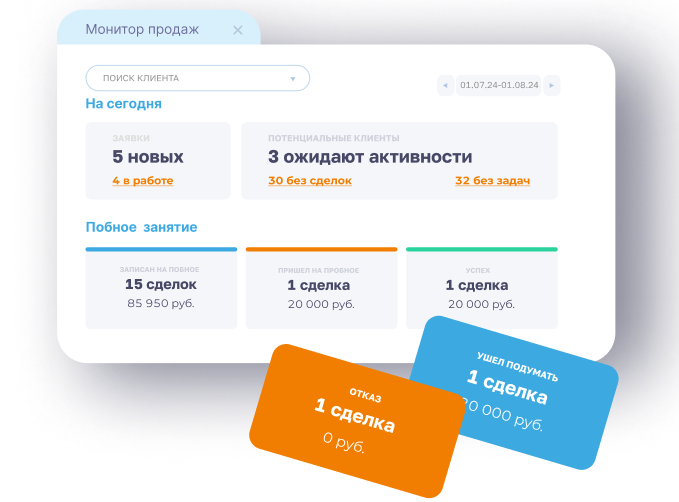 Монитор продаж
ПОИСК КЛИЕНТА
01.07.24-01.08.24
На сегодня
ЗАЯВКИ
5 новых
4 в работе
ПОТЕНЦИАЛЬНЫЕ КЛИЕНТЫ
3 ожидают активности
30 без сделок
32 без задач
Побное занятие
ЗАПИСАН НА ПОБНОЕ
15 сделок
85 950 руб.
ПРИШЕЛ НА ПРОБНОЕ
1 сделка
20 000 руб.
УСПЕХ
1 сделка
20 000 руб.
УШЕЛ ПОДУМАТЬ
1 сделка
0 000 руб.
ОТКАЗ
1 сделка
0 руб.